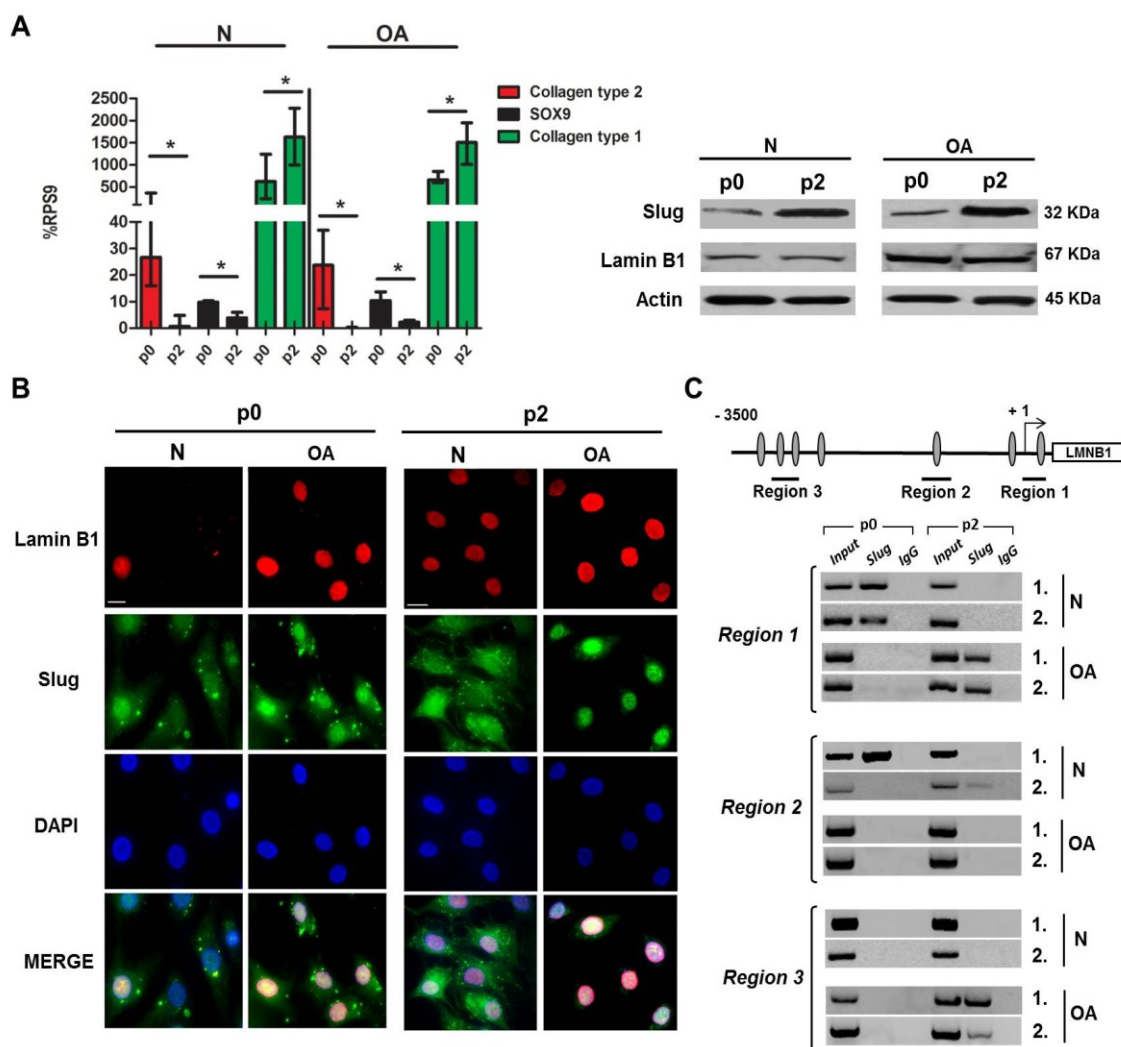 A
N OA
2500
2000
1500
1000
500
40
30
20
10
0
%RPS9
p0 p2 p0 p2 p0 p2 p0 p2 p0 p2 p0 p2
* * * * * *
Collagen type 2
SOX9
Collagen type 1
N OA
p0 p2 p0 p2
Slug 32 KDa
Lamin B1 67 KDa
Actin 45 KDa
B
p0 p2
N OA N OA
Lamin B1
Slug
DAPI
MERGE
C
- 3500 + 1
LMNB1
Region 3 Region 2 Region 1
p0 p2
Input Slug IgG Input Slug IgG
Region 1
1.
2.
N
1.
2.
OA
Region 2
1.
2.
N
1.
2.
OA
Region 3
1.
2.
N
1.
2.
OA